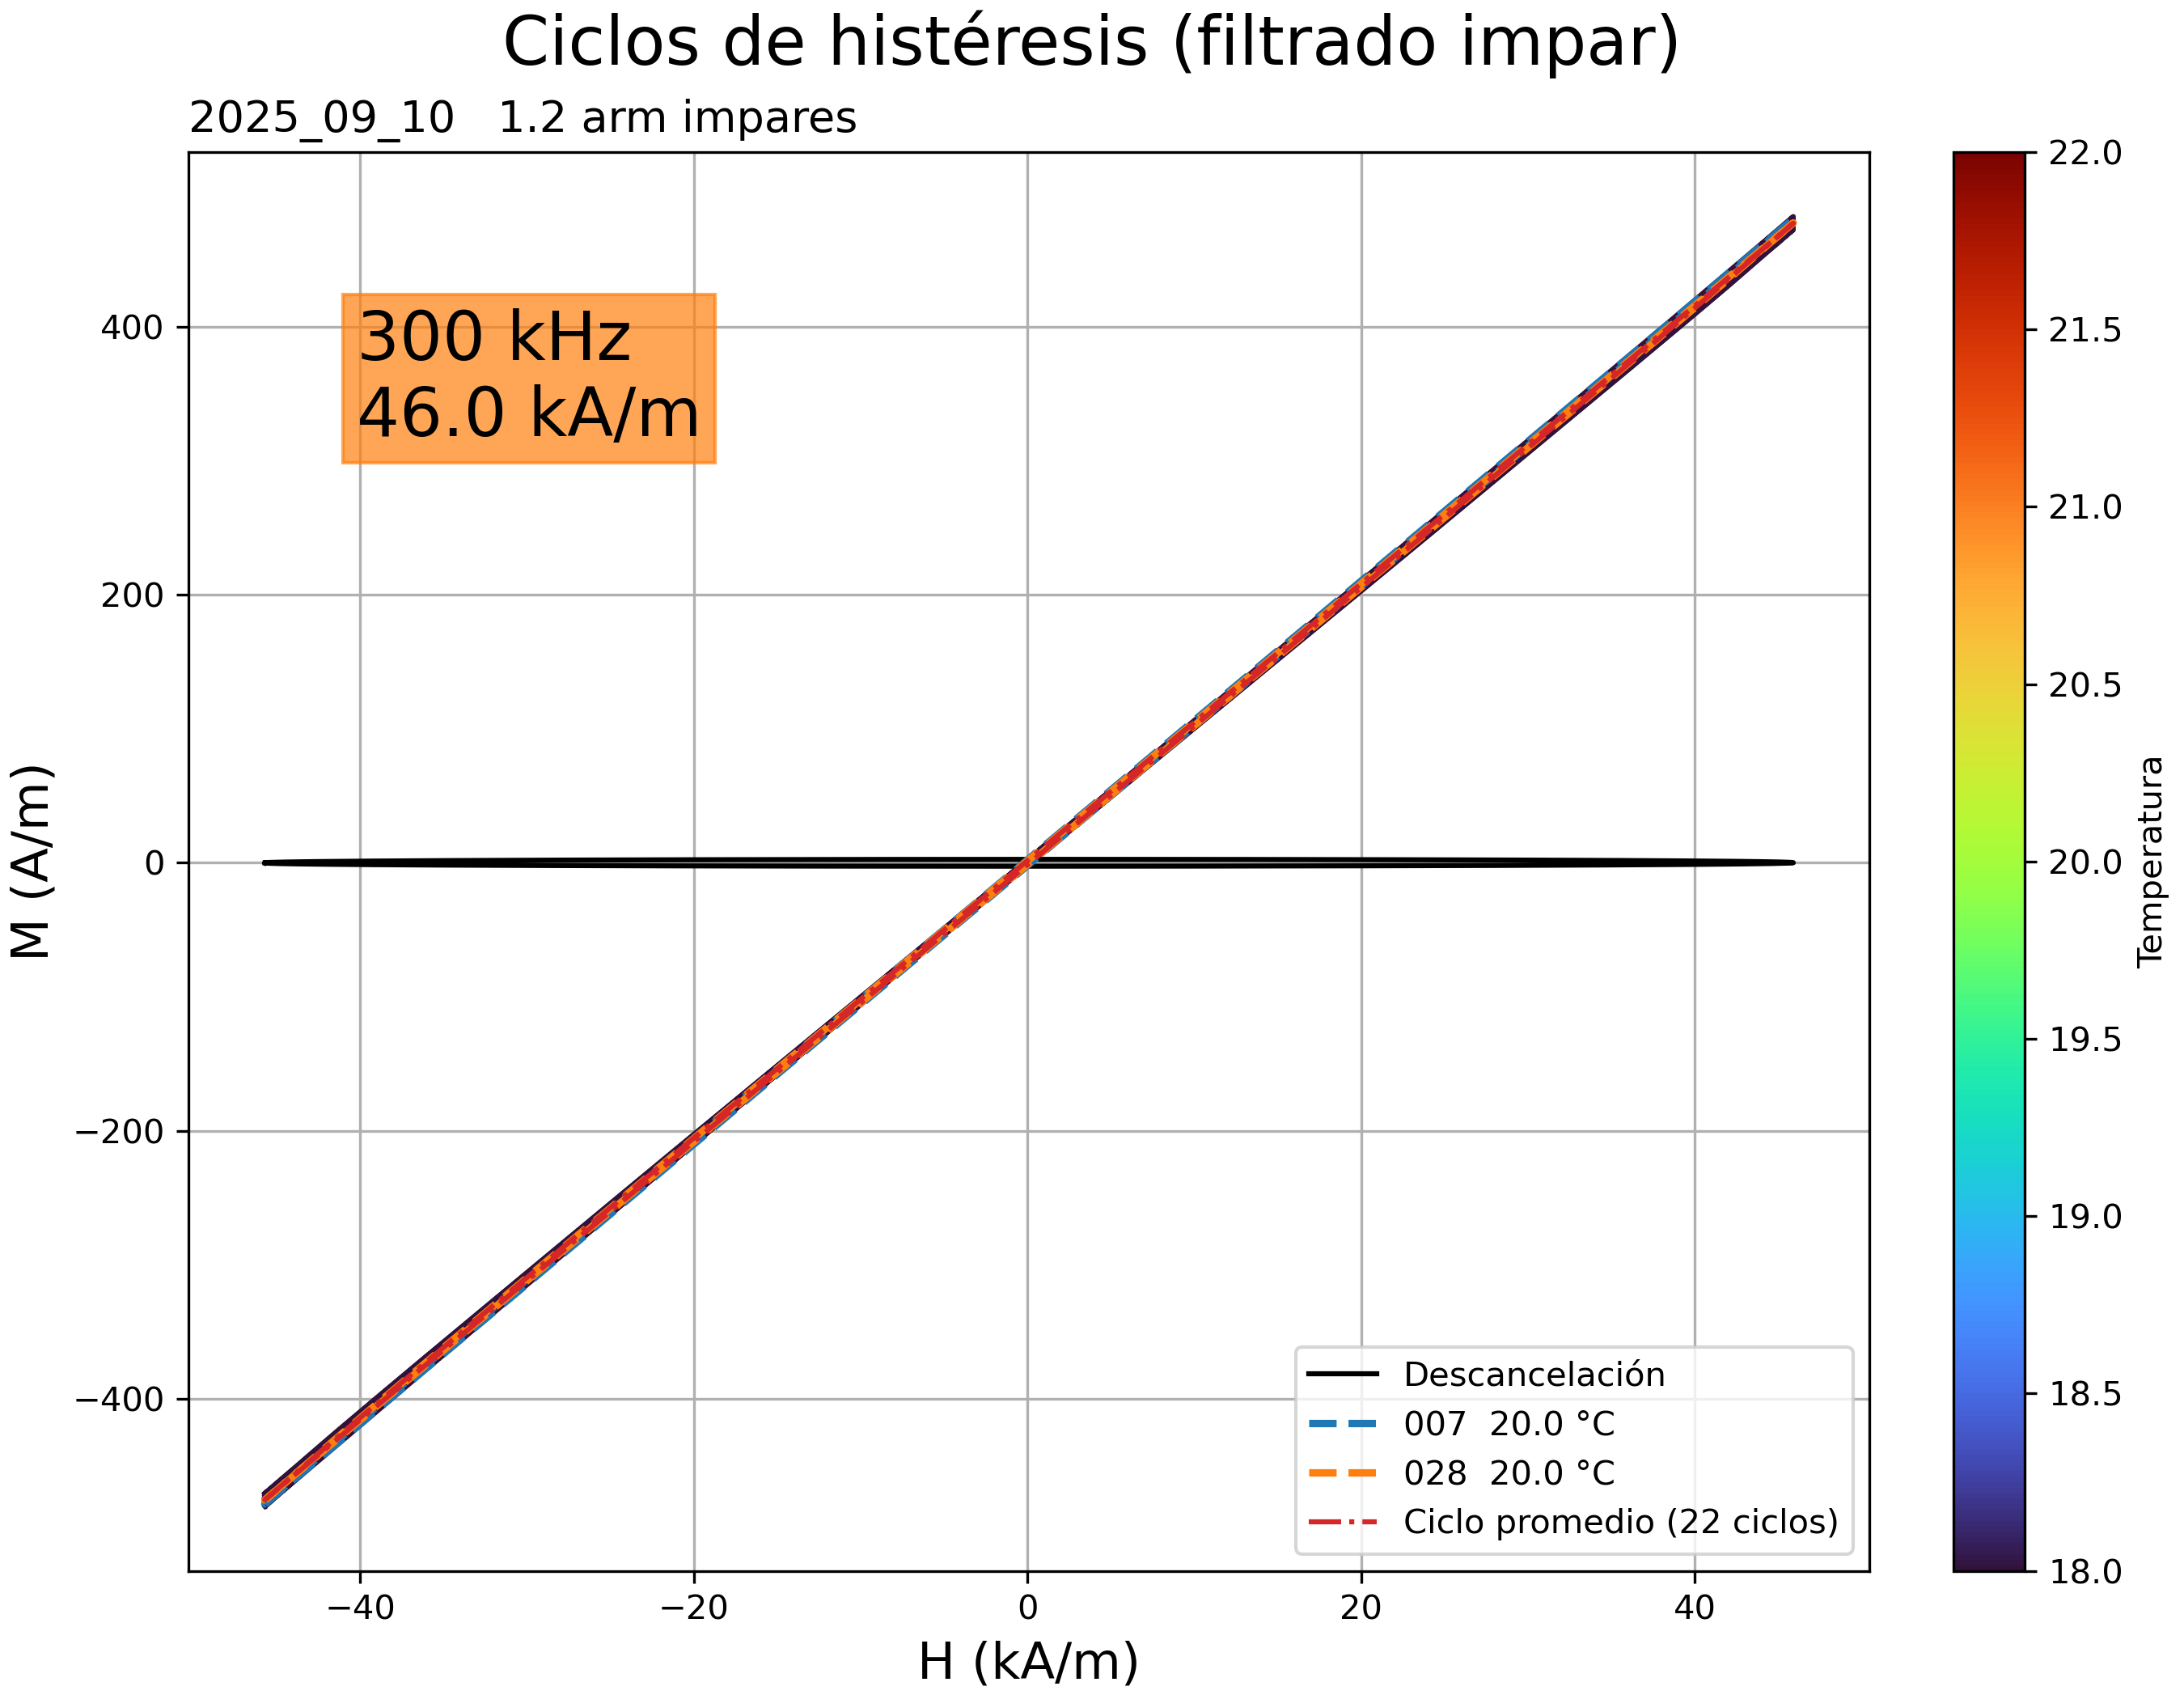 Ciclos de histéresis (filtrado impar)
2025_09_10   1.2 arm impares
300 kHz
46.0 kA/m
M (A/m)
400
200
0
−200
−400
−40
−20
0
20
40
H (kA/m)
Descancelación
007  20.0 °C
028  20.0 °C
Ciclo promedio (22 ciclos)
22.0
21.5
21.0
20.5
20.0
19.5
19.0
18.5
18.0
Temperatura